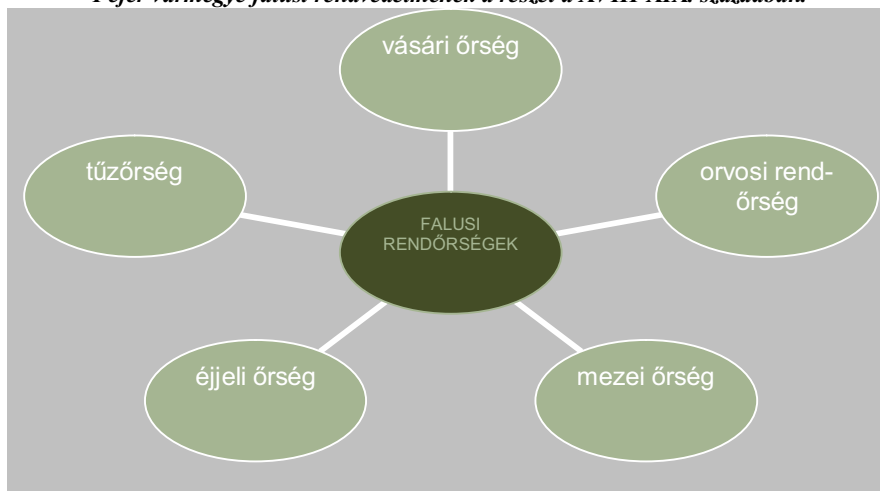 vásári őrség
tűzőrség
orvosi rend-
őrség
FALUSI
RENDŐRSÉGEK
éjjeli őrség
mezei őrség